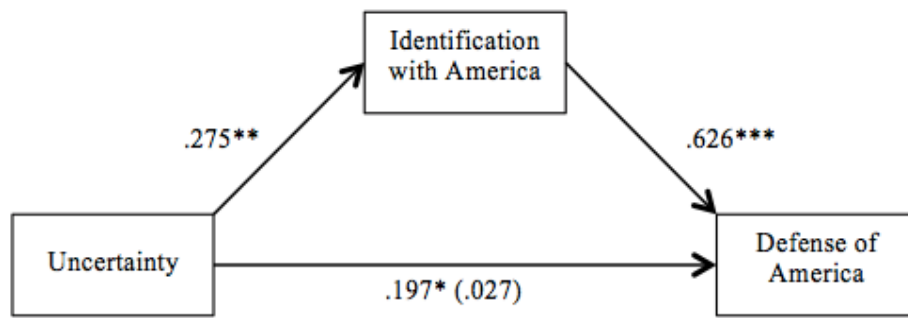 Identification
with America
.275**
.626***
Uncertainty
Defense of
America
.197* (.027)